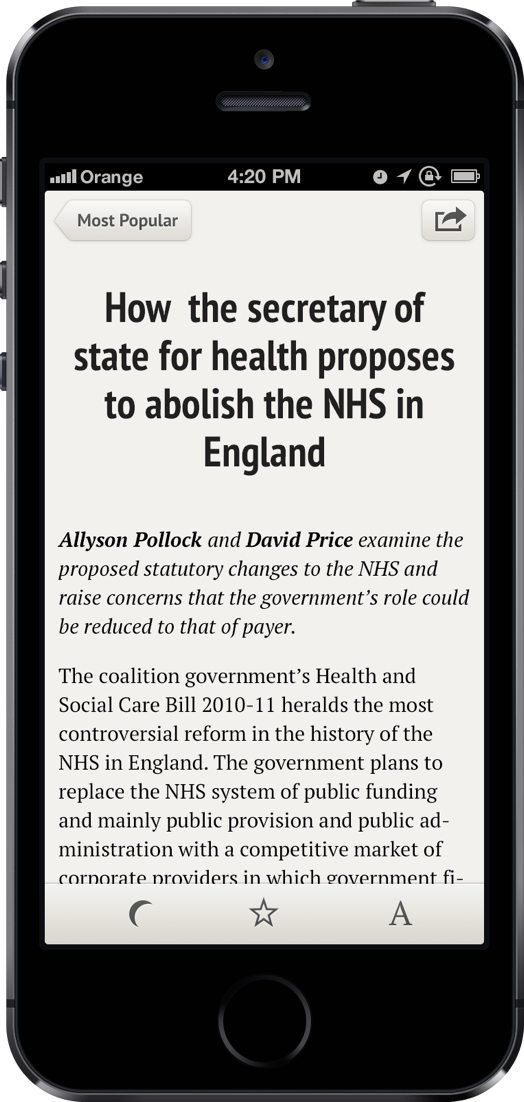 Orange 4:20 PM
Most Popular
How  the secretary of
state for health proposes
to abolish the NHS in
England
Allyson Pollock and David Price examine the
proposed statutory changes to the NHS and
raise concerns that the government’s role could
be reduced to that of payer.
The coalition government’s Health and
Social Care Bill 2010-11 heralds the most
controversial reform in the history of the
NHS in England. The government plans to
replace the NHS system of public funding
and mainly public provision and public ad-
ministration with a competitive market of
corporate providers in which government fi-
A